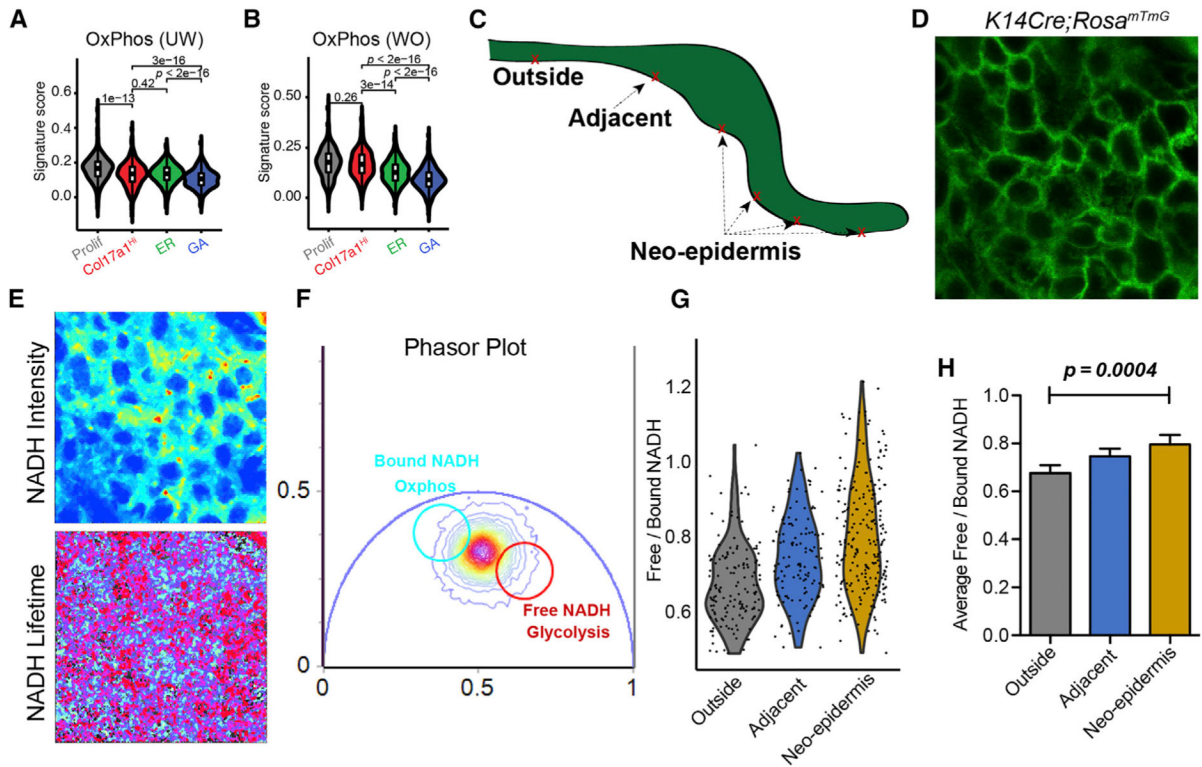 A
OxPhos (UW)
3e-16
p < 2e-16
0.42
1e-13
Signature score
0.6
0.4
0.2
0.0
Prolif
Col17a1Hi
ER
GA
B
OxPhos (WO)
p < 2e-16
p < 2e-16
3e-14
0.26
Signature score
0.50
0.25
0.00
Prolif
Col17a1Hi
ER
GA
C
Outside
Adjacent
Neo-epidermis
x
x
x
x
x
x
D
K14Cre;RosamTmG
E
NADH Intensity
NADH Lifetime
F
Phasor Plot
Bound NADH
Oxphos
Free NADH
Glycolysis
0.5
0
0
0.5
1
G
Free / Bound NADH
1.2
1.0
0.8
0.6
Outside
Adjacent
Neo-epidermis
H
p = 0.0004
Average Free / Bound NADH
1.0
0.8
0.6
0.4
0.2
0.0
Outside
Adjacent
Neo-epidermis